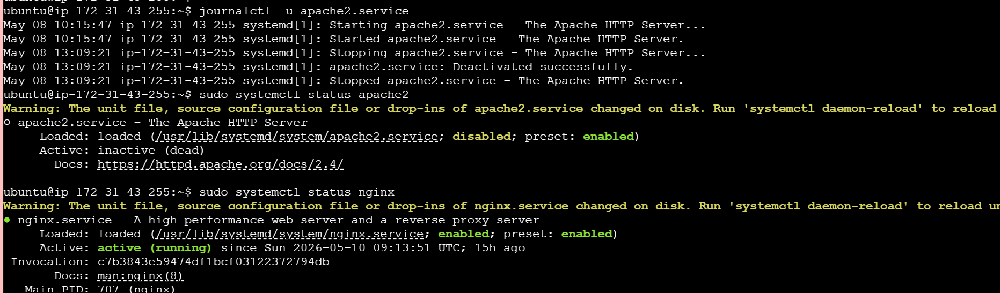 ubuntu@ip-172-31-43-255:~$ journalctl -u apache2.service
May 08 10:15:47 ip-172-31-43-255 systemd[1]: Starting apache2.service - The Apache HTTP Server...
May 08 10:15:47 ip-172-31-43-255 systemd[1]: Started apache2.service - The Apache HTTP Server.
May 08 13:09:21 ip-172-31-43-255 systemd[1]: Stopping apache2.service - The Apache HTTP Server...
May 08 13:09:21 ip-172-31-43-255 systemd[1]: apache2.service: Deactivated successfully.
May 08 13:09:21 ip-172-31-43-255 systemd[1]: Stopped apache2.service - The Apache HTTP Server.
ubuntu@ip-172-31-43-255:~$ sudo systemctl status apache2
Warning: The unit file, source configuration file or drop-ins of apache2.service changed on disk. Run 'systemctl daemon-reload' to reload
○ apache2.service - The Apache HTTP Server
Loaded: loaded (/usr/lib/systemd/system/apache2.service; disabled; preset: enabled)
Active: inactive (dead)
Docs: https://httpd.apache.org/docs/2.4/
ubuntu@ip-172-31-43-255:~$ sudo systemctl status nginx
Warning: The unit file, source configuration file or drop-ins of nginx.service changed on disk. Run 'systemctl daemon-reload' to reload un
● nginx.service - A high performance web server and a reverse proxy server
Loaded: loaded (/usr/lib/systemd/system/nginx.service; enabled; preset: enabled)
Active: active (running) since Sun 2026-05-10 09:13:51 UTC; 15h ago
Invocation: c7b3843e59474df1bcf03122372794db
Docs: man:nginx(8)
Main PID: 707 (nginx)